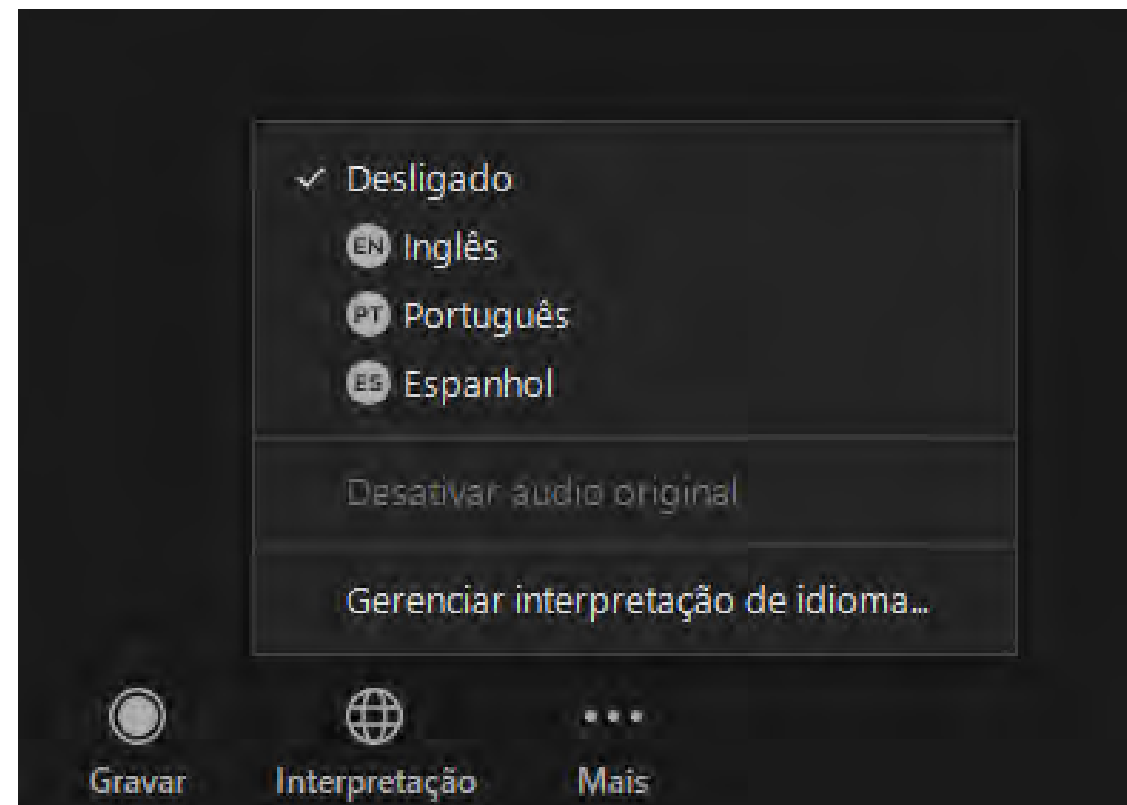 Desligado
EN Inglês
PT Português
ES Espanhol
Desativar áudio original
Gerenciar interpretação de idioma...
Gravar Interpretação Mais